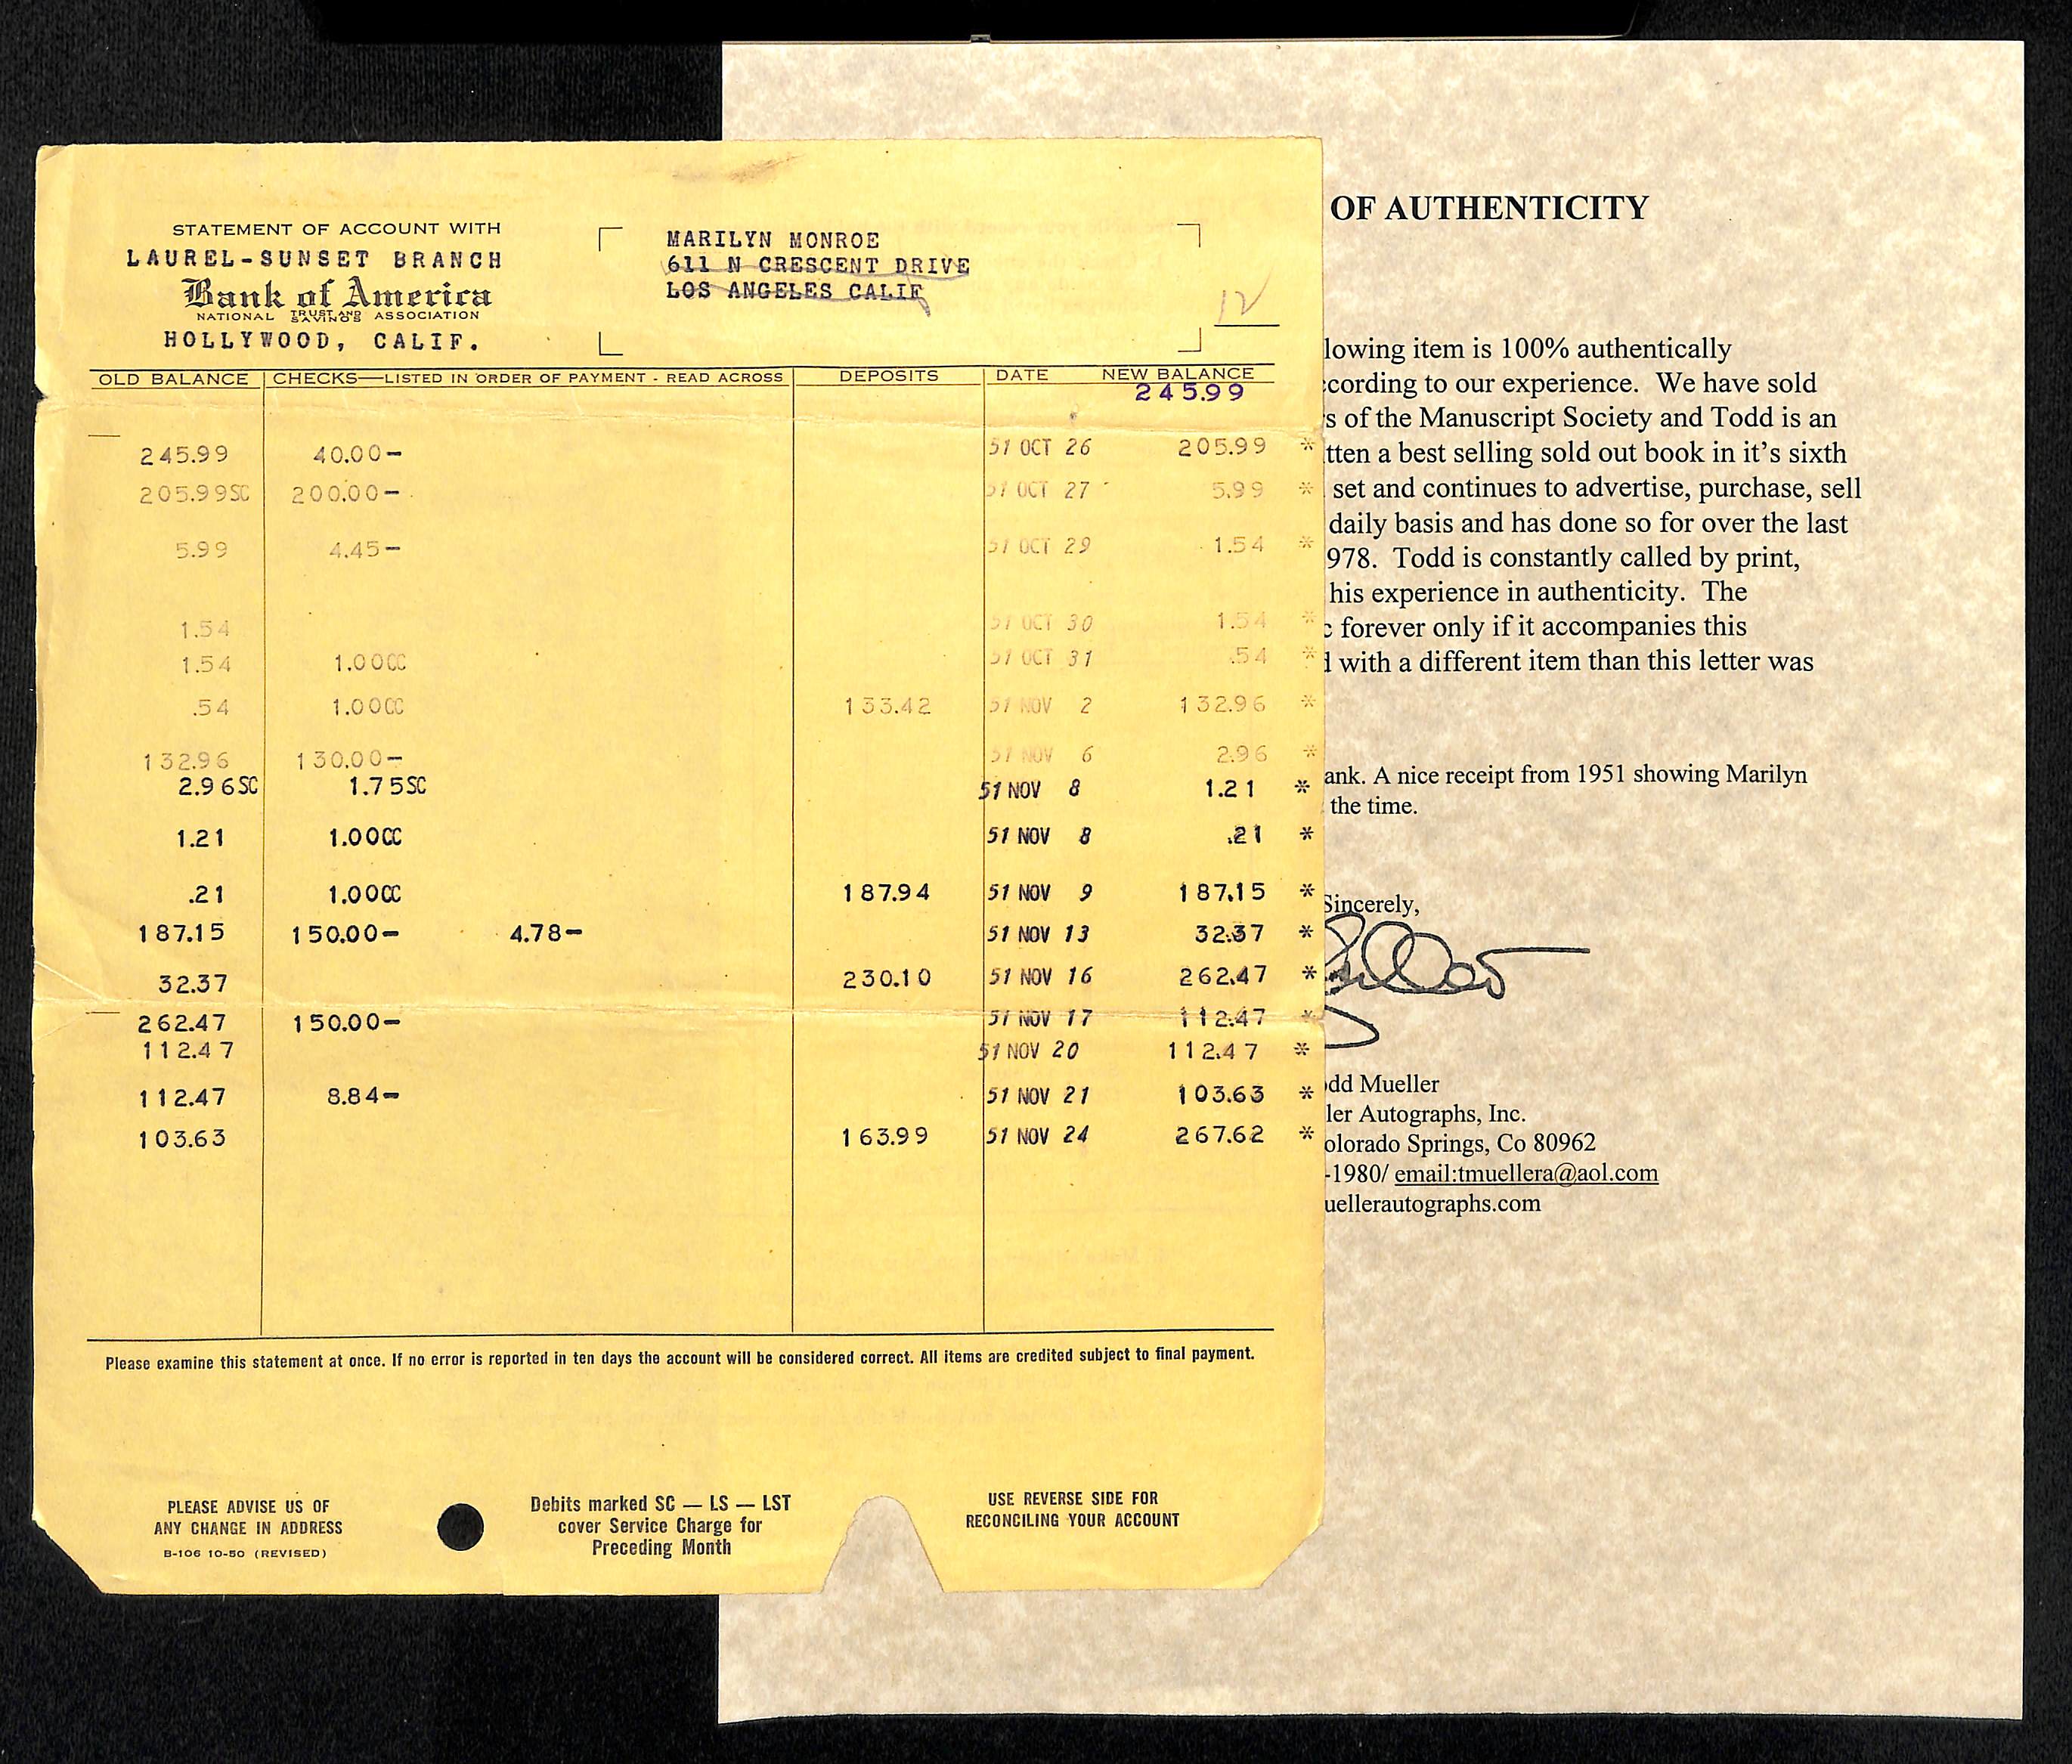 STATEMENT OF ACCOUNT WITH
LAUREL-SUNSET BRANCH
Bank of America
NATIONAL TRUST AND SAVINGS ASSOCIATION
HOLLYWOOD, CALIF.
MARILYN MONROE
611 N CRESCENT DRIVE
LOS ANGELES CALIF
12
OLD BALANCE CHECKS—LISTED IN ORDER OF PAYMENT - READ ACROSS DEPOSITS DATE NEW BALANCE
245.99
245.99 40.00- 51 OCT 26 205.99 *
205.99SC 200.00- 51 OCT 27 5.99 *
5.99 4.45- 51 OCT 29 1.54 *
1.54 51 OCT 30 1.54 *
1.54 1.00CC 51 OCT 31 .54 *
.54 1.00CC 133.42 51 NOV 2 132.96 *
132.96 130.00- 51 NOV 6 2.96 *
2.96SC 1.75SC 51 NOV 8 1.21 *
1.21 1.00CC 51 NOV 8 .21 *
.21 1.00CC 187.94 51 NOV 9 187.15 *
187.15 150.00- 4.78- 51 NOV 13 32.37 *
32.37 230.10 51 NOV 16 262.47 *
262.47 150.00- 51 NOV 17 112.47 *
112.47 51 NOV 20 112.47 *
112.47 8.84- 51 NOV 21 103.63 *
103.63 163.99 51 NOV 24 267.62 *
Please examine this statement at once. If no error is reported in ten days the account will be considered correct. All items are credited subject to final payment.
PLEASE ADVISE US OF
ANY CHANGE IN ADDRESS
B-106 10-50 (REVISED)
Debits marked SC — LS — LST
cover Service Charge for
Preceding Month
USE REVERSE SIDE FOR
RECONCILING YOUR ACCOUNT
OF AUTHENTICITY
lowing item is 100% authentically
ccording to our experience. We have sold
s of the Manuscript Society and Todd is an
tten a best selling sold out book in it's sixth
set and continues to advertise, purchase, sell
daily basis and has done so for over the last
978. Todd is constantly called by print,
his experience in authenticity. The
c forever only if it accompanies this
d with a different item than this letter was
ank. A nice receipt from 1951 showing Marilyn
the time.
Sincerely,
odd Mueller
ler Autographs, Inc.
olorado Springs, Co 80962
-1980/ email:tmuellera@aol.com
uellerautographs.com